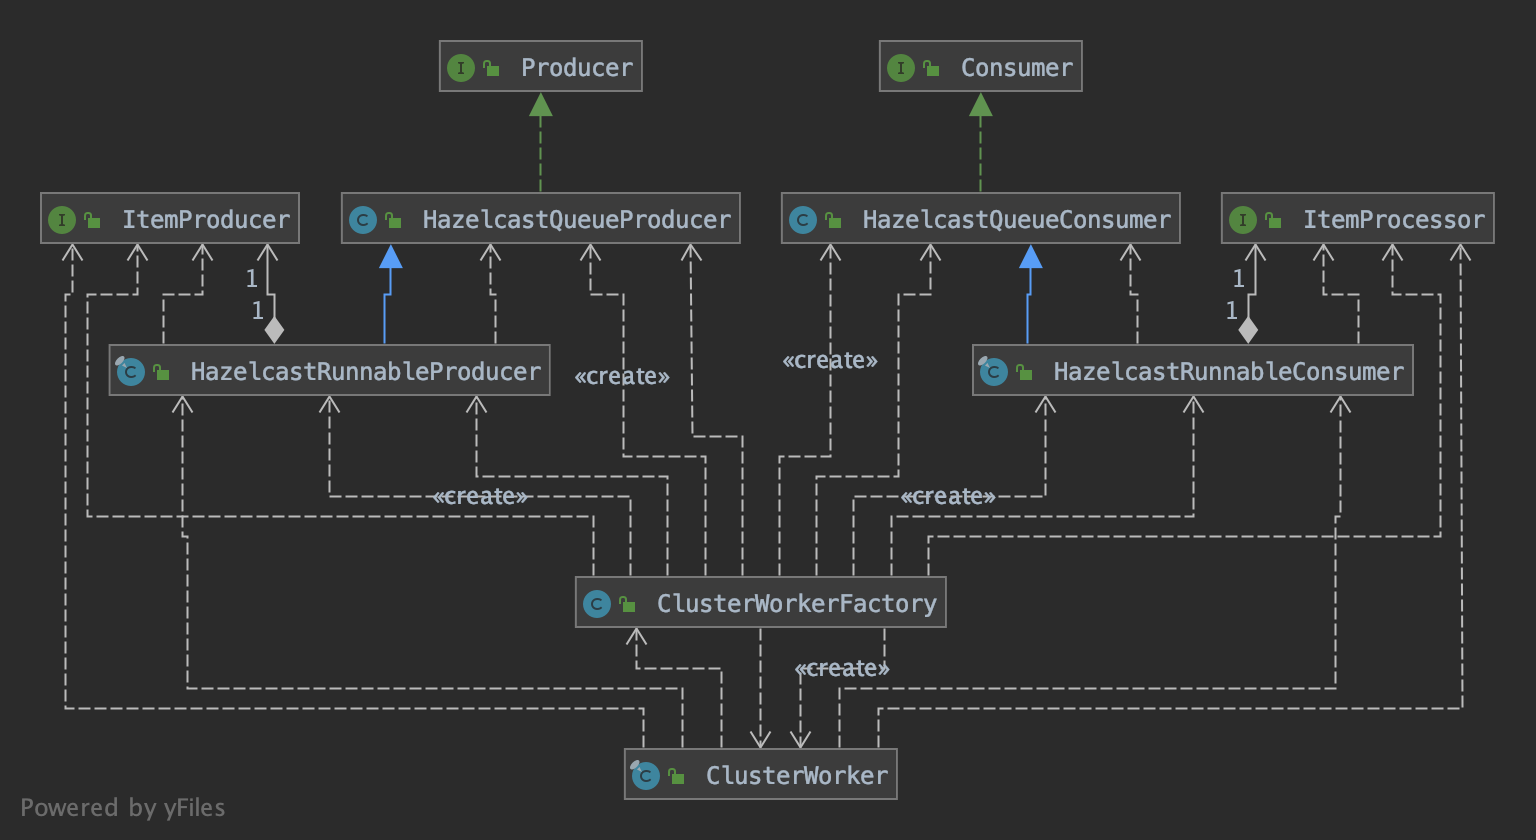 I Producer
I Consumer
I ItemProducer
C HazelcastQueueProducer
C HazelcastQueueConsumer
I ItemProcessor
1
1
1
1
«create»
«create»
C HazelcastRunnableProducer
C HazelcastRunnableConsumer
«create»
«create»
C ClusterWorkerFactory
«create»
C ClusterWorker
Powered by yFiles